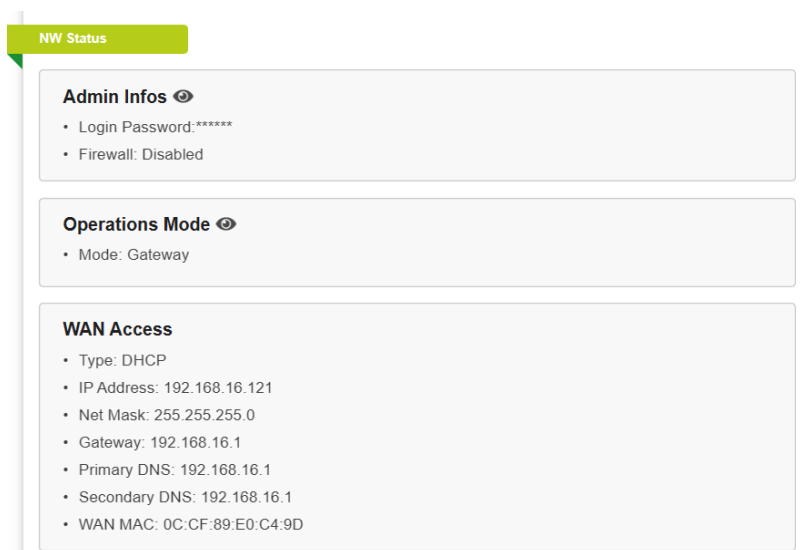 NW Status
Admin Infos
• Login Password:******
• Firewall: Disabled
Operations Mode
• Mode: Gateway
WAN Access
• Type: DHCP
• IP Address: 192.168.16.121
• Net Mask: 255.255.255.0
• Gateway: 192.168.16.1
• Primary DNS: 192.168.16.1
• Secondary DNS: 192.168.16.1
• WAN MAC: 0C:CF:89:E0:C4:9D